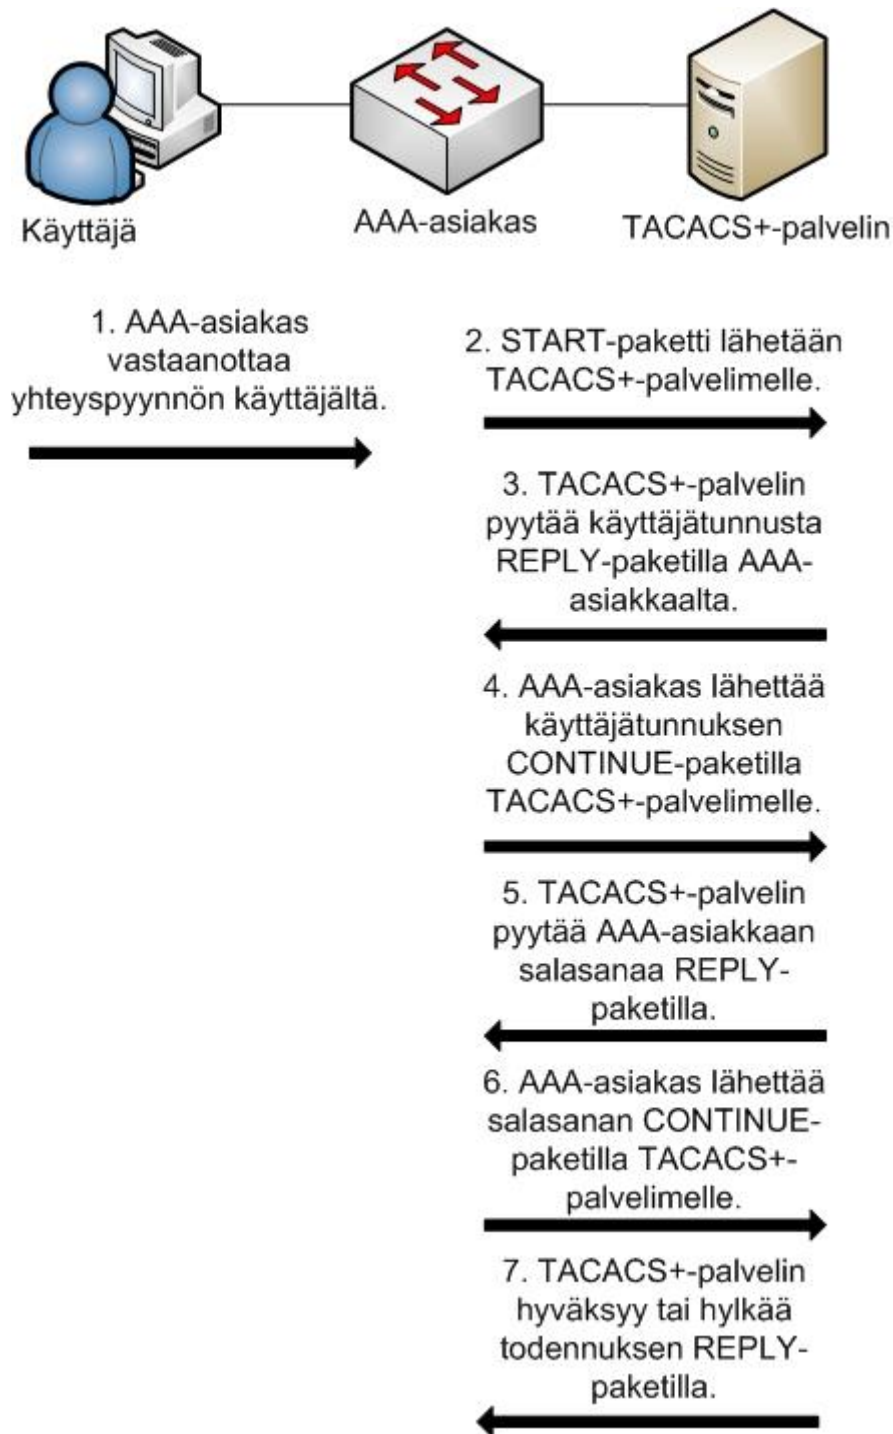 Käyttäjä
AAA-asiakas
TACACS+-palvelin
1. AAA-asiakas
vastaanottaa
yhteyspyynnön käyttäjältä.
2. START-paketti lähetään
TACACS+-palvelimelle.
3. TACACS+-palvelin
pyytää käyttäjätunnusta
REPLY-paketilla AAA-
asiakkaalta.
4. AAA-asiakas lähettää
käyttäjätunnuksen
CONTINUE-paketilla
TACACS+-palvelimelle.
5. TACACS+-palvelin
pyytää AAA-asiakkaan
salasanaa REPLY-
paketilla.
6. AAA-asiakas lähettää
salasanan CONTINUE-
paketilla TACACS+-
palvelimelle.
7. TACACS+-palvelin
hyväksyy tai hylkää
todennuksen REPLY-
paketilla.